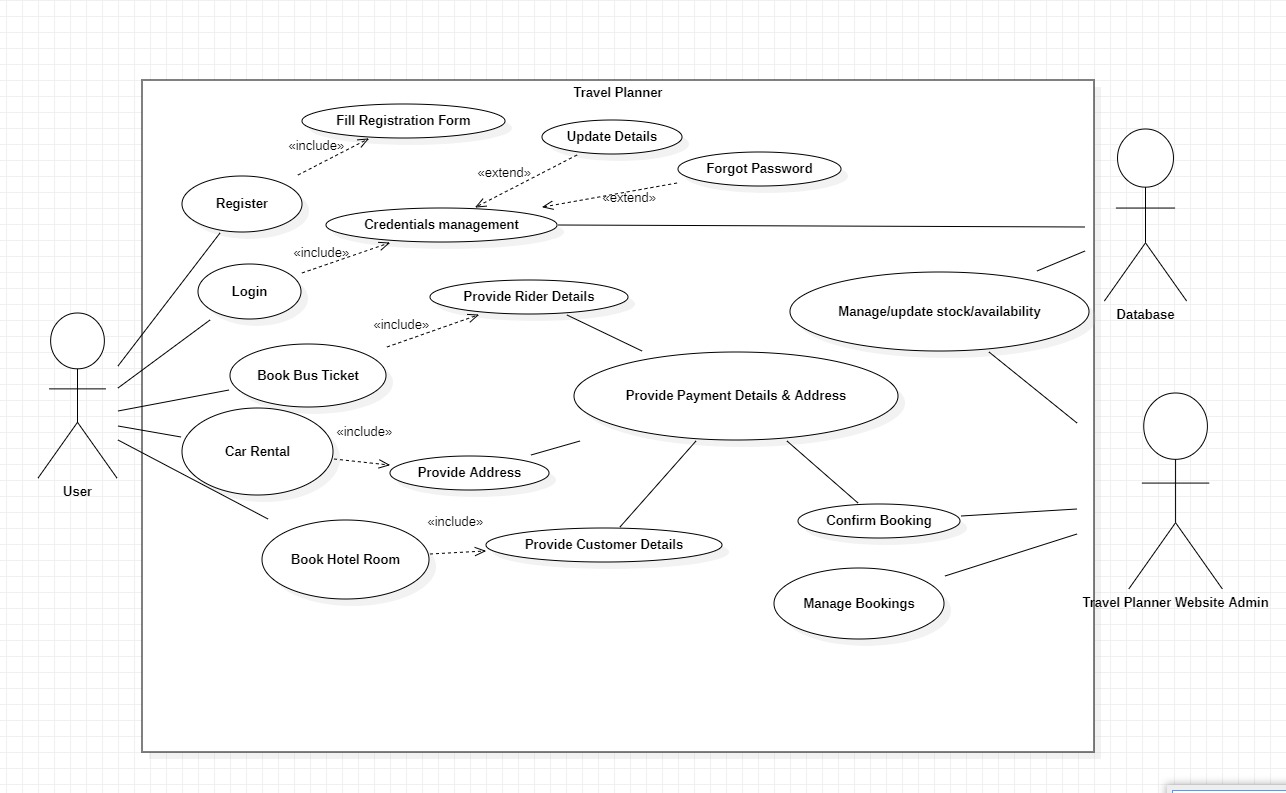 Travel Planner
Fill Registration Form
Update Details
«include»
Forgot Password
«extend»
«extend»
Register
Credentials management
«include»
Login
Provide Rider Details
Manage/update stock/availability
Database
«include»
Book Bus Ticket
Provide Payment Details & Address
«include»
Car Rental
Provide Address
User
«include»
Confirm Booking
Provide Customer Details
Book Hotel Room
Manage Bookings
Travel Planner Website Admin